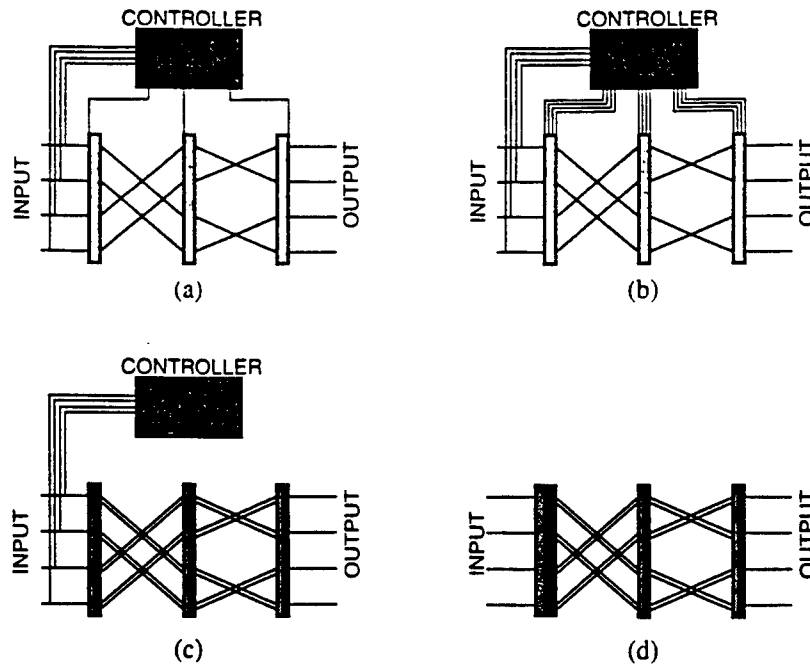 CONTROLLER
INPUT
OUTPUT
(a)
CONTROLLER
INPUT
OUTPUT
(b)
CONTROLLER
INPUT
OUTPUT
(c)
INPUT
OUTPUT
(d)